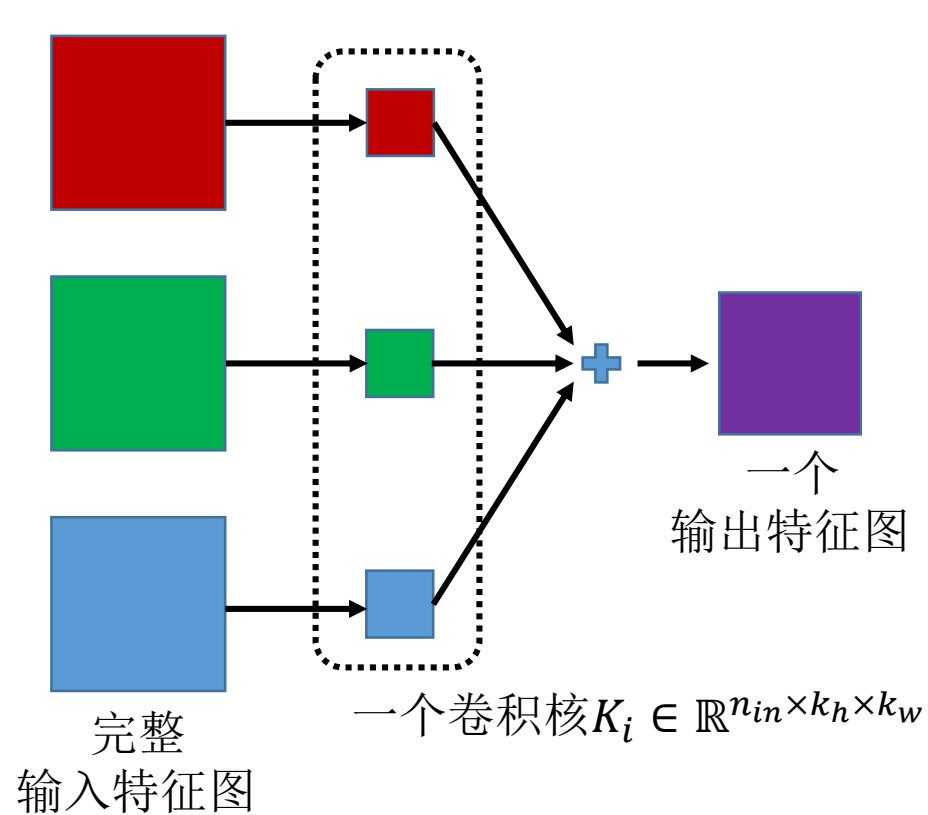 一个
输出特征图
一个卷积核$K_i \in \mathbb{R}^{n_{in} \times k_h \times k_w}$
完整
输入特征图